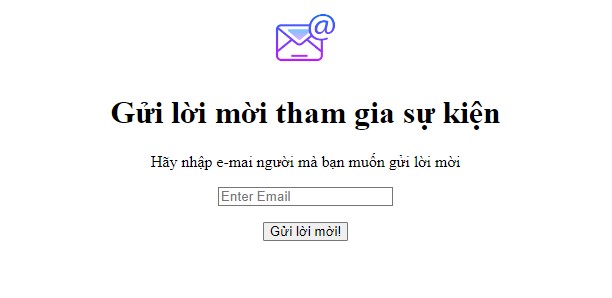 @
Gửi lời mời tham gia sự kiện
Hãy nhập e-mai người mà bạn muốn gửi lời mời
Enter Email
Gửi lời mời!